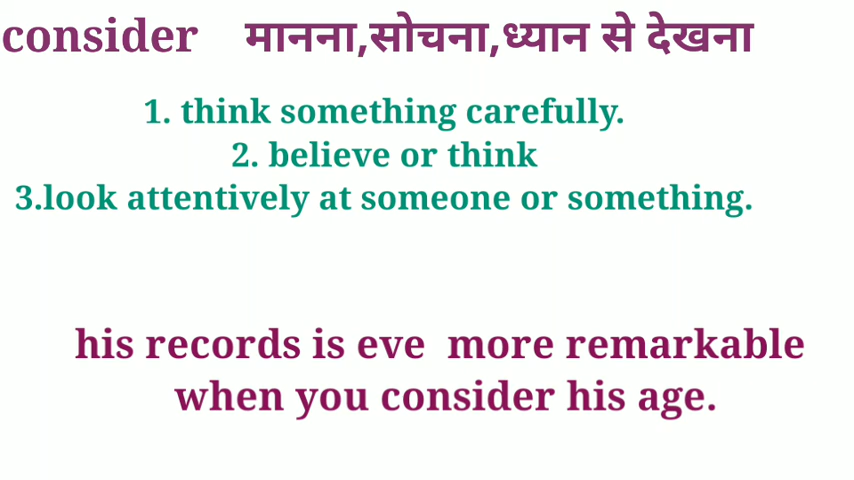 consider मानना,सोचना,ध्यान से देखना
1. think something carefully.
2. believe or think
3.look attentively at someone or something.
his records is eve more remarkable
when you consider his age.